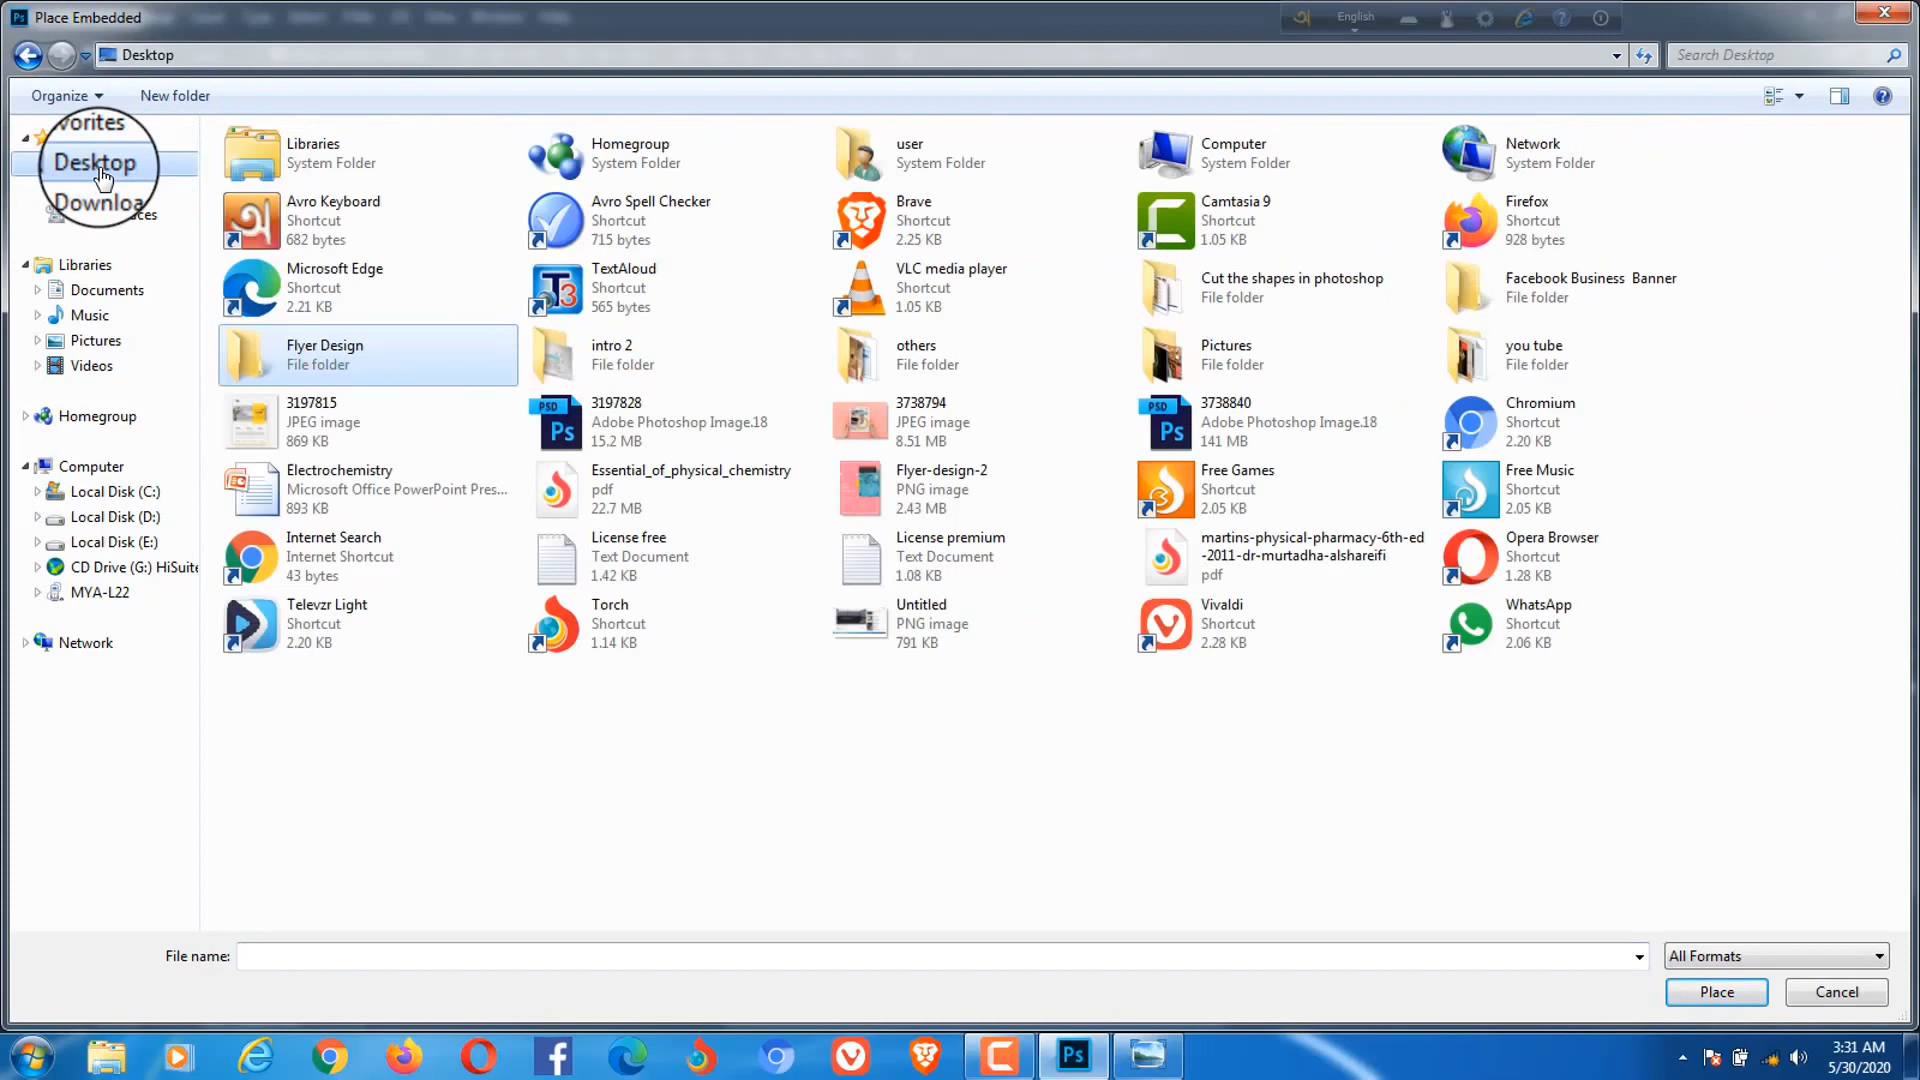 Place Embedded
English
Desktop
Search Desktop
Organize
New folder
vorites
Desktop
Downloa
ces
Libraries
Documents
Music
Pictures
Videos
Homegroup
Computer
Local Disk (C:)
Local Disk (D:)
Local Disk (E:)
CD Drive (G:) HiSuite
MYA-L22
Network
Libraries
System Folder
Homegroup
System Folder
user
System Folder
Computer
System Folder
Network
System Folder
Avro Keyboard
Shortcut
682 bytes
Avro Spell Checker
Shortcut
715 bytes
Brave
Shortcut
2.25 KB
Camtasia 9
Shortcut
1.05 KB
Firefox
Shortcut
928 bytes
Microsoft Edge
Shortcut
2.21 KB
TextAloud
Shortcut
565 bytes
VLC media player
Shortcut
1.05 KB
Cut the shapes in photoshop
File folder
Facebook Business Banner
File folder
Flyer Design
File folder
intro 2
File folder
others
File folder
Pictures
File folder
you tube
File folder
3197815
JPEG image
869 KB
PSD
Ps
3197828
Adobe Photoshop Image.18
15.2 MB
3738794
JPEG image
8.51 MB
PSD
Ps
3738840
Adobe Photoshop Image.18
141 MB
Chromium
Shortcut
2.20 KB
Electrochemistry
Microsoft Office PowerPoint Pres...
893 KB
Essential_of_physical_chemistry
pdf
22.7 MB
Flyer-design-2
PNG image
2.43 MB
Free Games
Shortcut
2.05 KB
Free Music
Shortcut
2.05 KB
Internet Search
Internet Shortcut
43 bytes
License free
Text Document
1.42 KB
License premium
Text Document
1.08 KB
martins-physical-pharmacy-6th-ed
-2011-dr-murtadha-alshareifi
pdf
Opera Browser
Shortcut
1.28 KB
Televzr Light
Shortcut
2.20 KB
Torch
Shortcut
1.14 KB
Untitled
PNG image
791 KB
Vivaldi
Shortcut
2.28 KB
WhatsApp
Shortcut
2.06 KB
File name:
All Formats
Place
Cancel
Ps
3:31 AM
5/30/2020